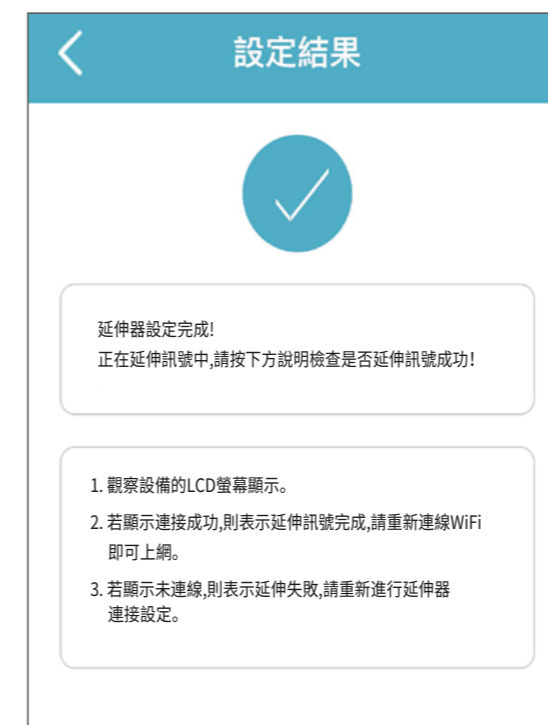 設定結果
延伸器設定完成!
正在延伸訊號中,請按下方說明檢查是否延伸訊號成功!
1. 觀察設備的LCD螢幕顯示。
2. 若顯示連接成功,則表示延伸訊號完成,請重新連線WiFi
即可上網。
3. 若顯示未連線,則表示延伸失敗,請重新進行延伸器
連接設定。